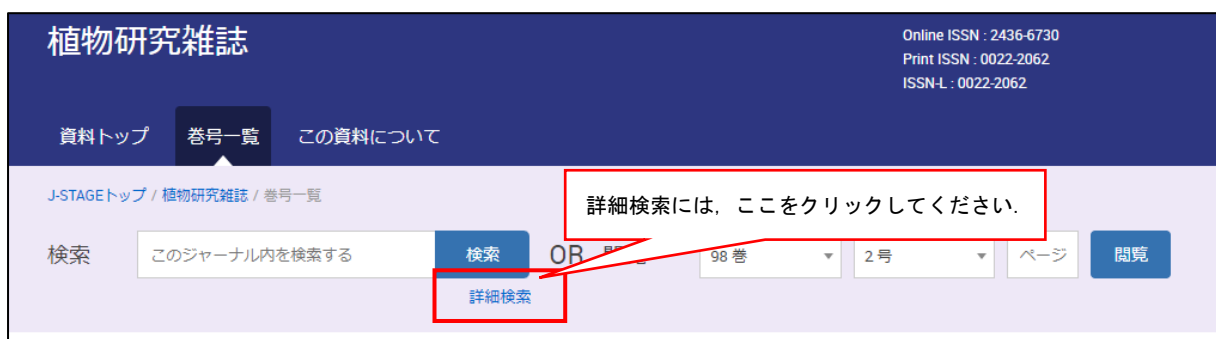 植物研究雑誌
Online ISSN : 2436-6730
Print ISSN : 0022-2062
ISSN-L : 0022-2062
資料トップ 巻号一覧 この資料について
J-STAGEトップ / 植物研究雑誌 / 巻号一覧
詳細検索には，ここをクリックしてください．
検索 このジャーナル内を検索する 検索 OR 98 巻 2 号 ページ 閲覧
詳細検索